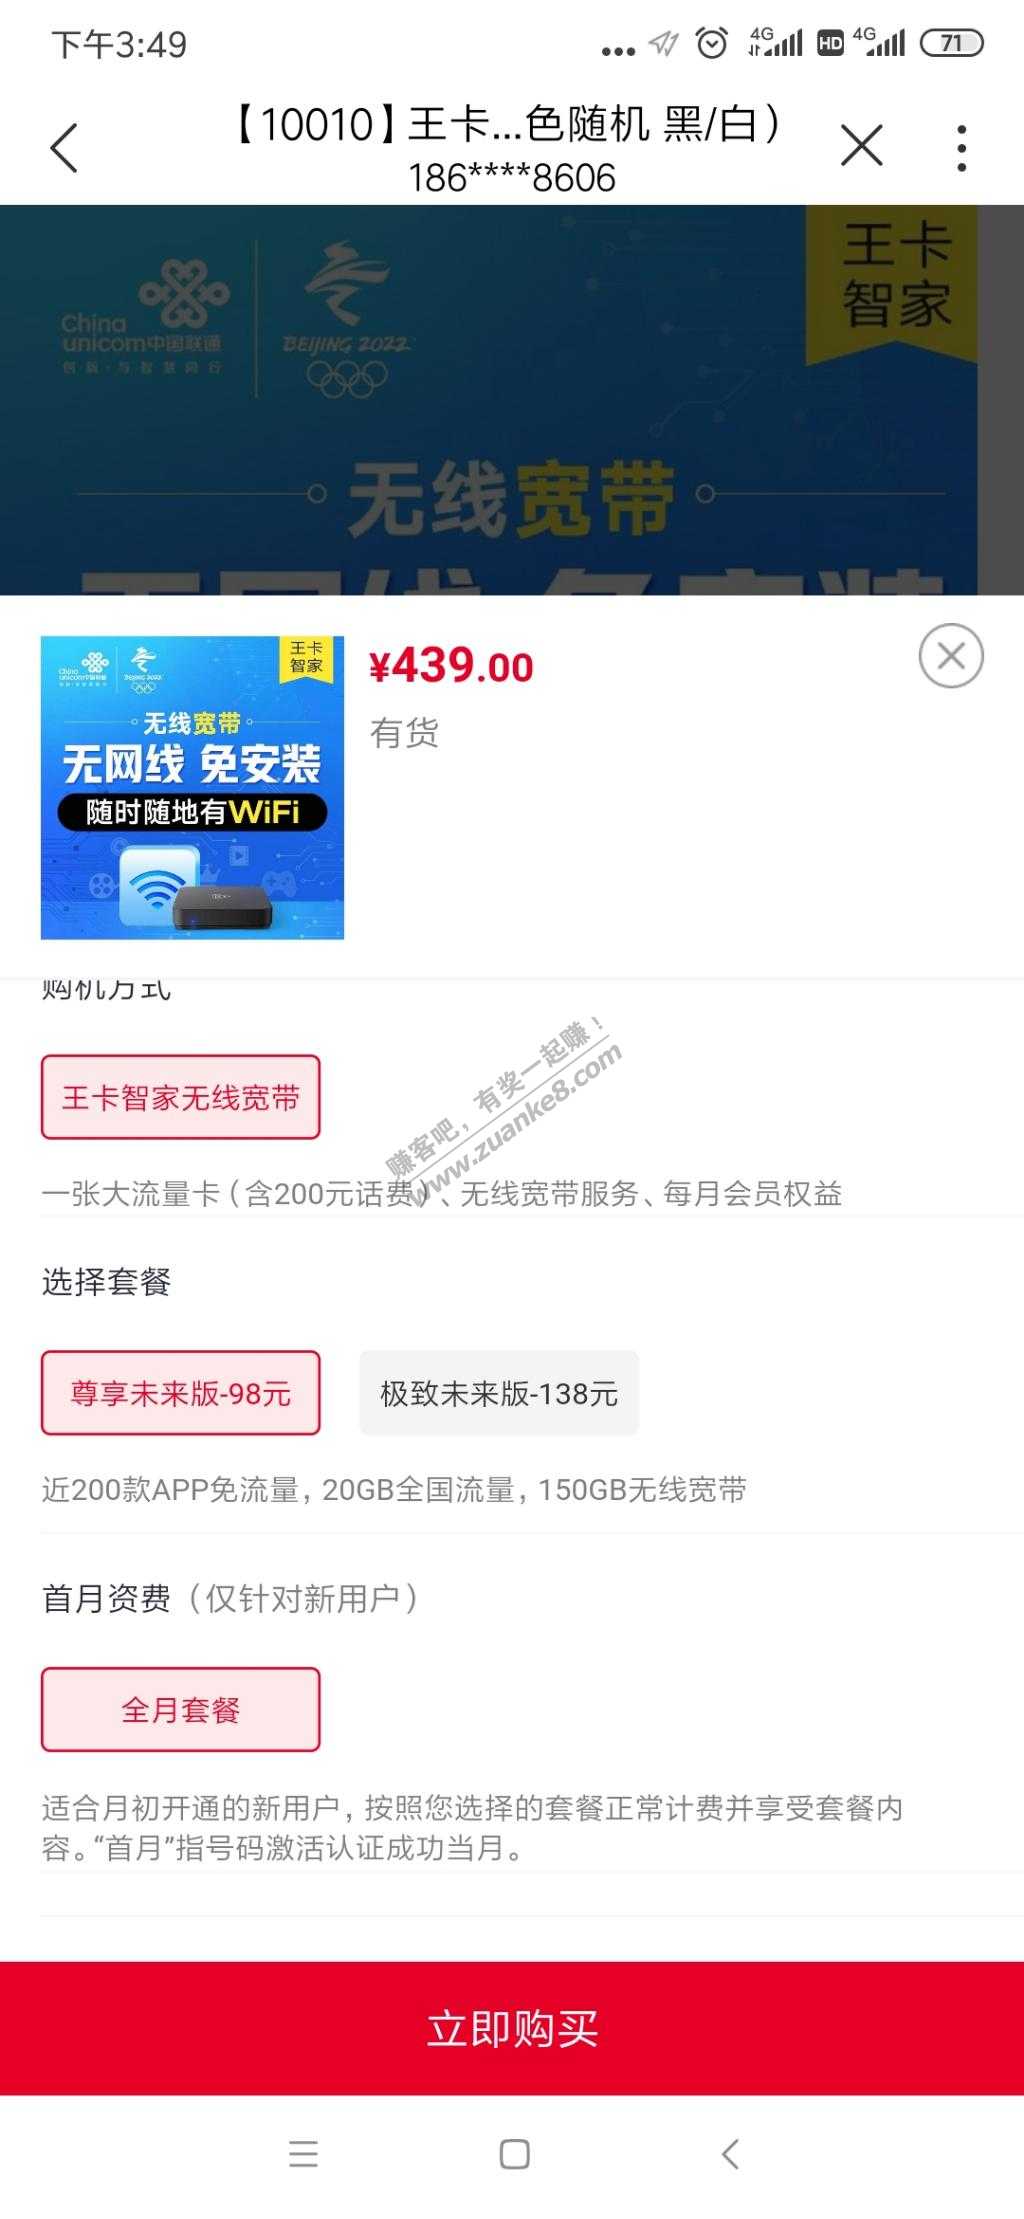 下午3:49
4G HD 4G 71
【10010】王卡...色随机 黑/白）
186****8606
China
unicom中国联通
创新·与智慧同行
BEIJING 2022
王卡
智家
无线宽带
王卡
智家
China
unicom中国联通
BEIJING 2022
无线宽带
无网线 免安装
随时随地有WiFi
¥439.00
有货
购机方式
王卡智家无线宽带
一张大流量卡（含200元话费）、无线宽带服务、每月会员权益
赚客吧，有奖一起赚！
www.zuanke8.com
选择套餐
尊享未来版-98元
极致未来版-138元
近200款APP免流量，20GB全国流量，150GB无线宽带
首月资费（仅针对新用户）
全月套餐
适合月初开通的新用户，按照您选择的套餐正常计费并享受套餐内
容。“首月”指号码激活认证成功当月。
立即购买